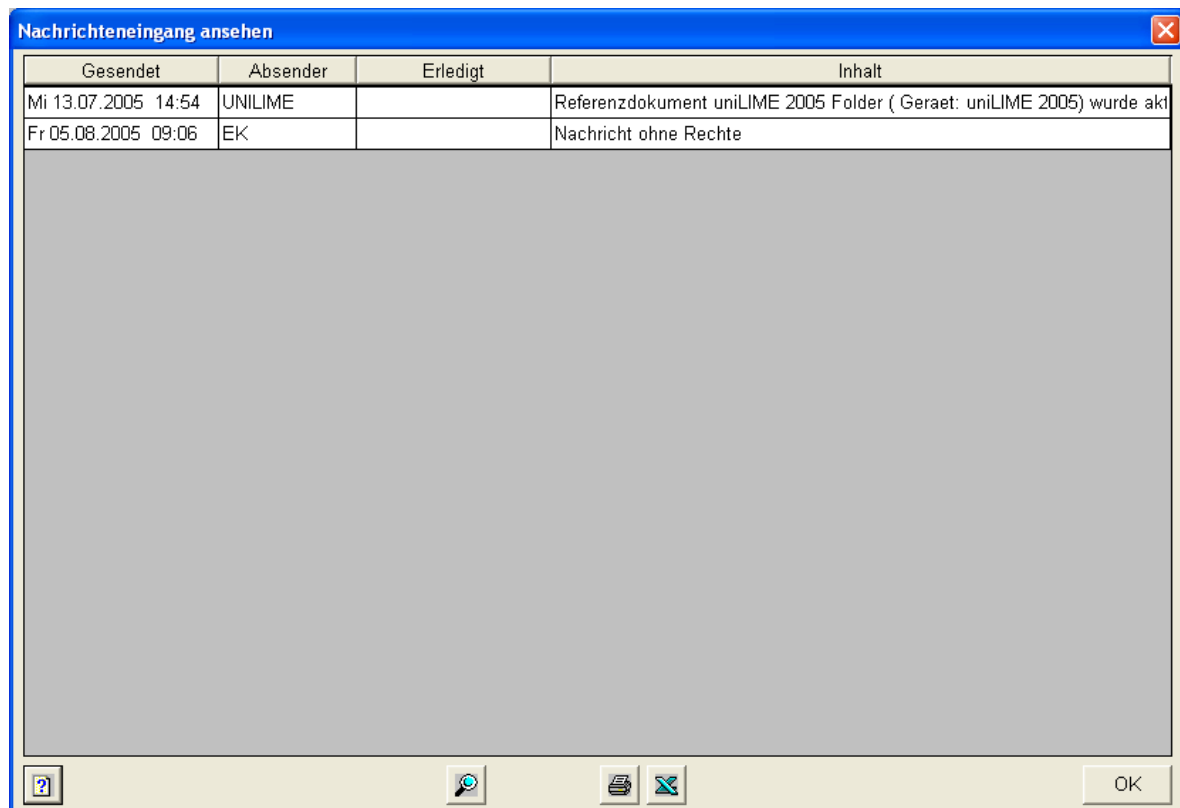 Nachrichteneingang ansehen
Gesendet Absender Erledigt Inhalt
Mi 13.07.2005 14:54 UNILIME Referenzdokument uniLIME 2005 Folder ( Geraet: uniLIME 2005) wurde akt
Fr 05.08.2005 09:06 EK Nachricht ohne Rechte
OK